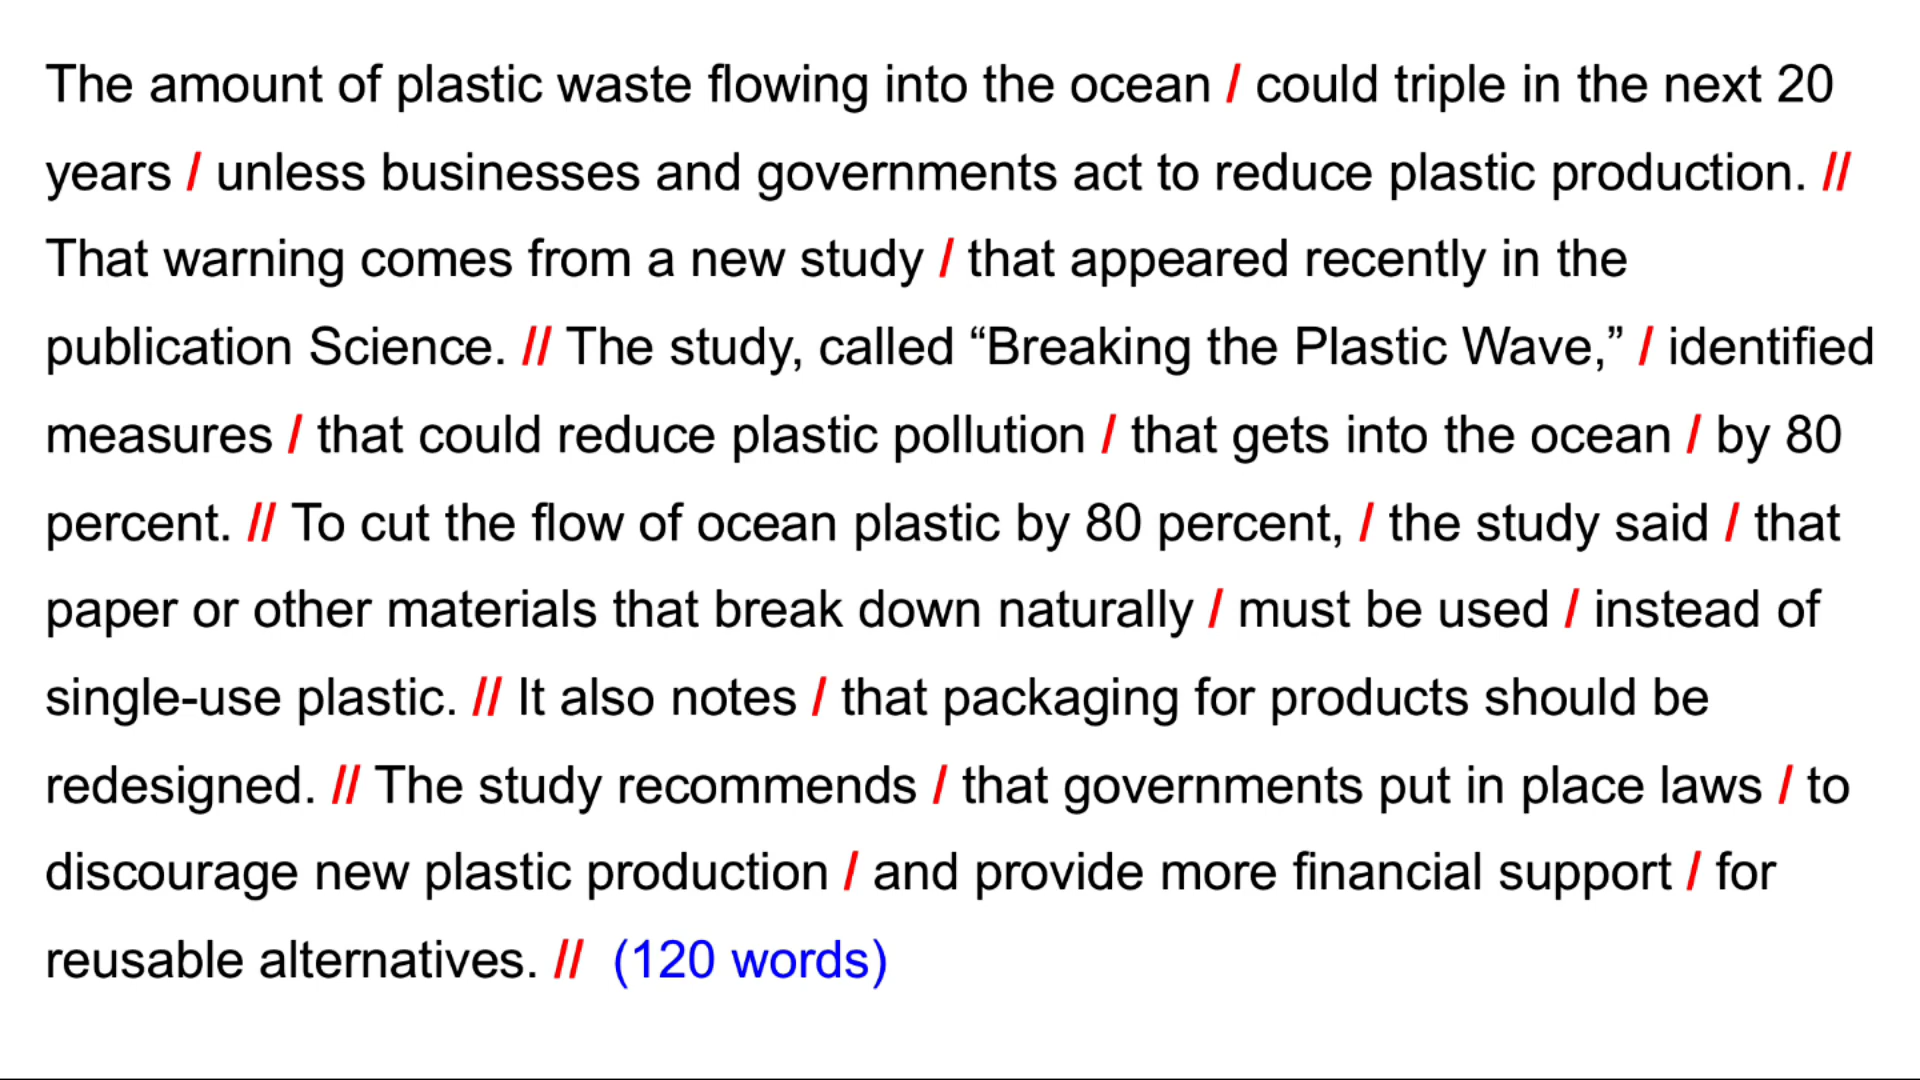 The amount of plastic waste flowing into the ocean / could triple in the next 20
years / unless businesses and governments act to reduce plastic production. //
That warning comes from a new study / that appeared recently in the
publication Science. // The study, called “Breaking the Plastic Wave,” / identified
measures / that could reduce plastic pollution / that gets into the ocean / by 80
percent. // To cut the flow of ocean plastic by 80 percent, / the study said / that
paper or other materials that break down naturally / must be used / instead of
single-use plastic. // It also notes / that packaging for products should be
redesigned. // The study recommends / that governments put in place laws / to
discourage new plastic production / and provide more financial support / for
reusable alternatives. // (120 words)